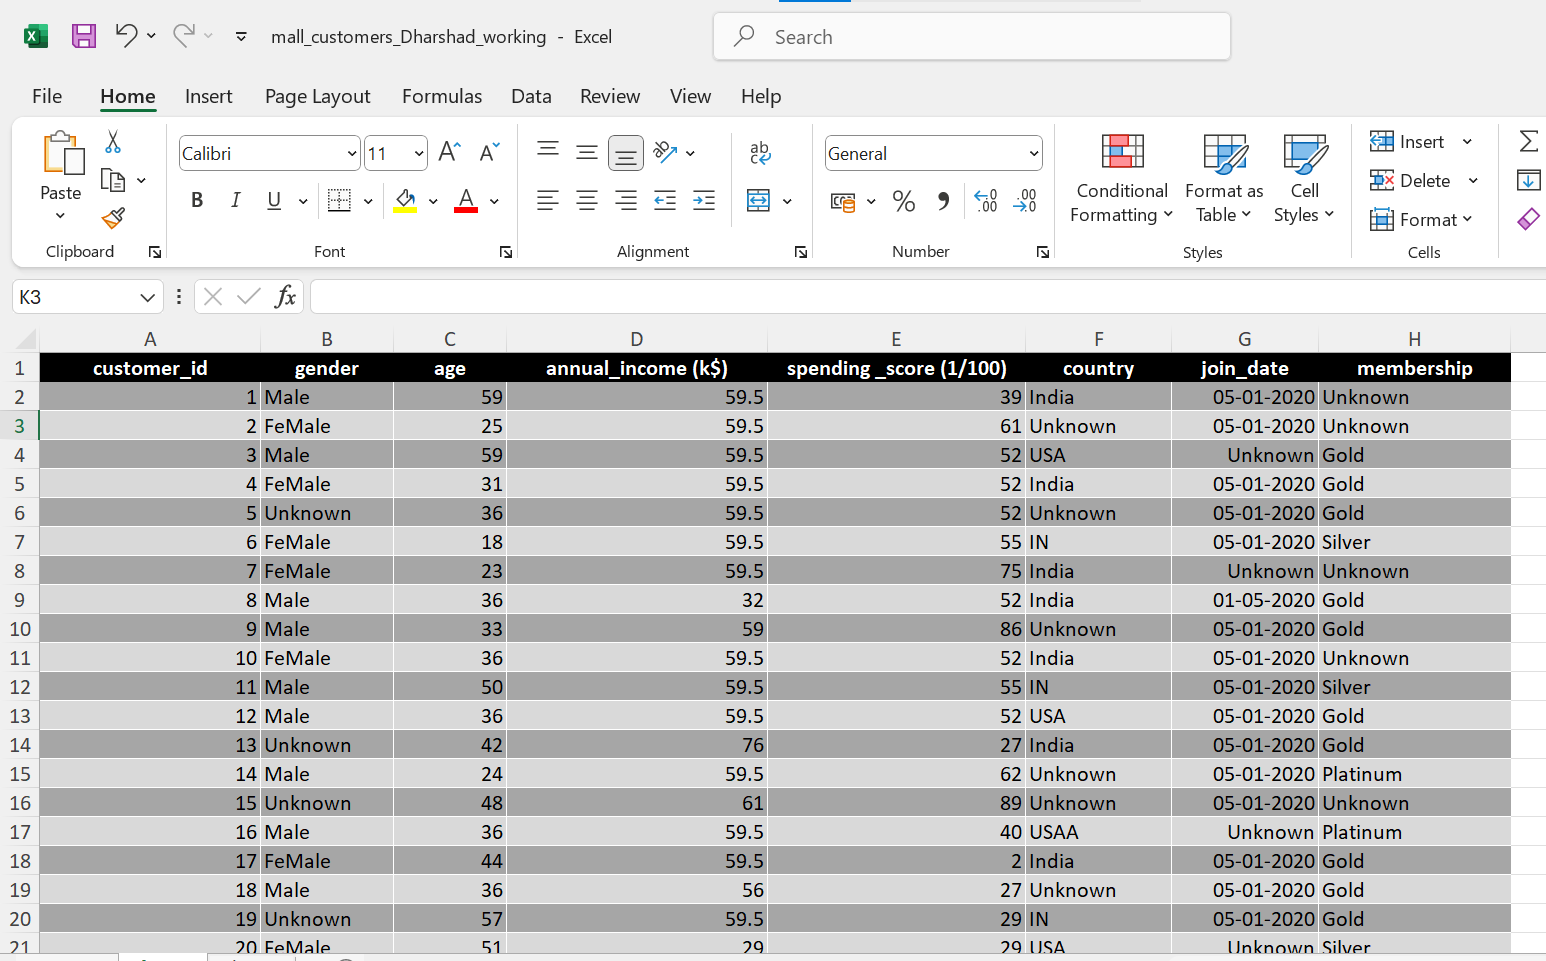 mall_customers_Dharshad_working - Excel
Search
File Home Insert Page Layout Formulas Data Review View Help
Paste
Calibri 11
B I U A
ab
General
% .00 .00
Conditional Formatting
Format as Table
Cell Styles
Insert
Delete
Format
Clipboard Font Alignment Number Styles Cells
K3 fx
A B C D E F G H
1 customer_id gender age annual_income (k$) spending _score (1/100) country join_date membership
2 1 Male 59 59.5 39 India 05-01-2020 Unknown
3 2 FeMale 25 59.5 61 Unknown 05-01-2020 Unknown
4 3 Male 59 59.5 52 USA Unknown Gold
5 4 FeMale 31 59.5 52 India 05-01-2020 Gold
6 5 Unknown 36 59.5 52 Unknown 05-01-2020 Gold
7 6 FeMale 18 59.5 55 IN 05-01-2020 Silver
8 7 FeMale 23 59.5 75 India Unknown Unknown
9 8 Male 36 32 52 India 01-05-2020 Gold
10 9 Male 33 59 86 Unknown 05-01-2020 Gold
11 10 FeMale 36 59.5 52 India 05-01-2020 Unknown
12 11 Male 50 59.5 55 IN 05-01-2020 Silver
13 12 Male 36 59.5 52 USA 05-01-2020 Gold
14 13 Unknown 42 76 27 India 05-01-2020 Gold
15 14 Male 24 59.5 62 Unknown 05-01-2020 Platinum
16 15 Unknown 48 61 89 Unknown 05-01-2020 Unknown
17 16 Male 36 59.5 40 USAA Unknown Platinum
18 17 FeMale 44 59.5 2 India 05-01-2020 Gold
19 18 Male 36 56 27 Unknown 05-01-2020 Gold
20 19 Unknown 57 59.5 29 IN 05-01-2020 Gold
21 20 FeMale 51 29 29 USA Unknown Silver